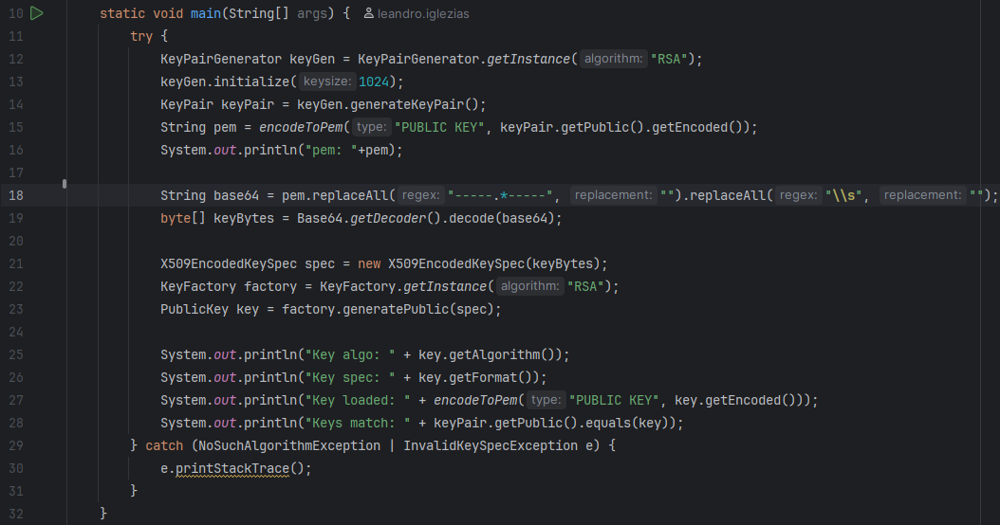 10 static void main(String[] args) { leandro.iglezias
11 try {
12 KeyPairGenerator keyGen = KeyPairGenerator.getInstance( algorithm: "RSA");
13 keyGen.initialize( keysize: 1024);
14 KeyPair keyPair = keyGen.generateKeyPair();
15 String pem = encodeToPem( type: "PUBLIC KEY", keyPair.getPublic().getEncoded());
16 System.out.println("pem: "+pem);
17
18 String base64 = pem.replaceAll( regex: "-----.*-----", replacement: "").replaceAll( regex: "\\s", replacement: "");
19 byte[] keyBytes = Base64.getDecoder().decode(base64);
20
21 X509EncodedKeySpec spec = new X509EncodedKeySpec(keyBytes);
22 KeyFactory factory = KeyFactory.getInstance( algorithm: "RSA");
23 PublicKey key = factory.generatePublic(spec);
24
25 System.out.println("Key algo: " + key.getAlgorithm());
26 System.out.println("Key spec: " + key.getFormat());
27 System.out.println("Key loaded: " + encodeToPem( type: "PUBLIC KEY", key.getEncoded()));
28 System.out.println("Keys match: " + keyPair.getPublic().equals(key));
29 } catch (NoSuchAlgorithmException | InvalidKeySpecException e) {
30 e.printStackTrace();
31 }
32 }